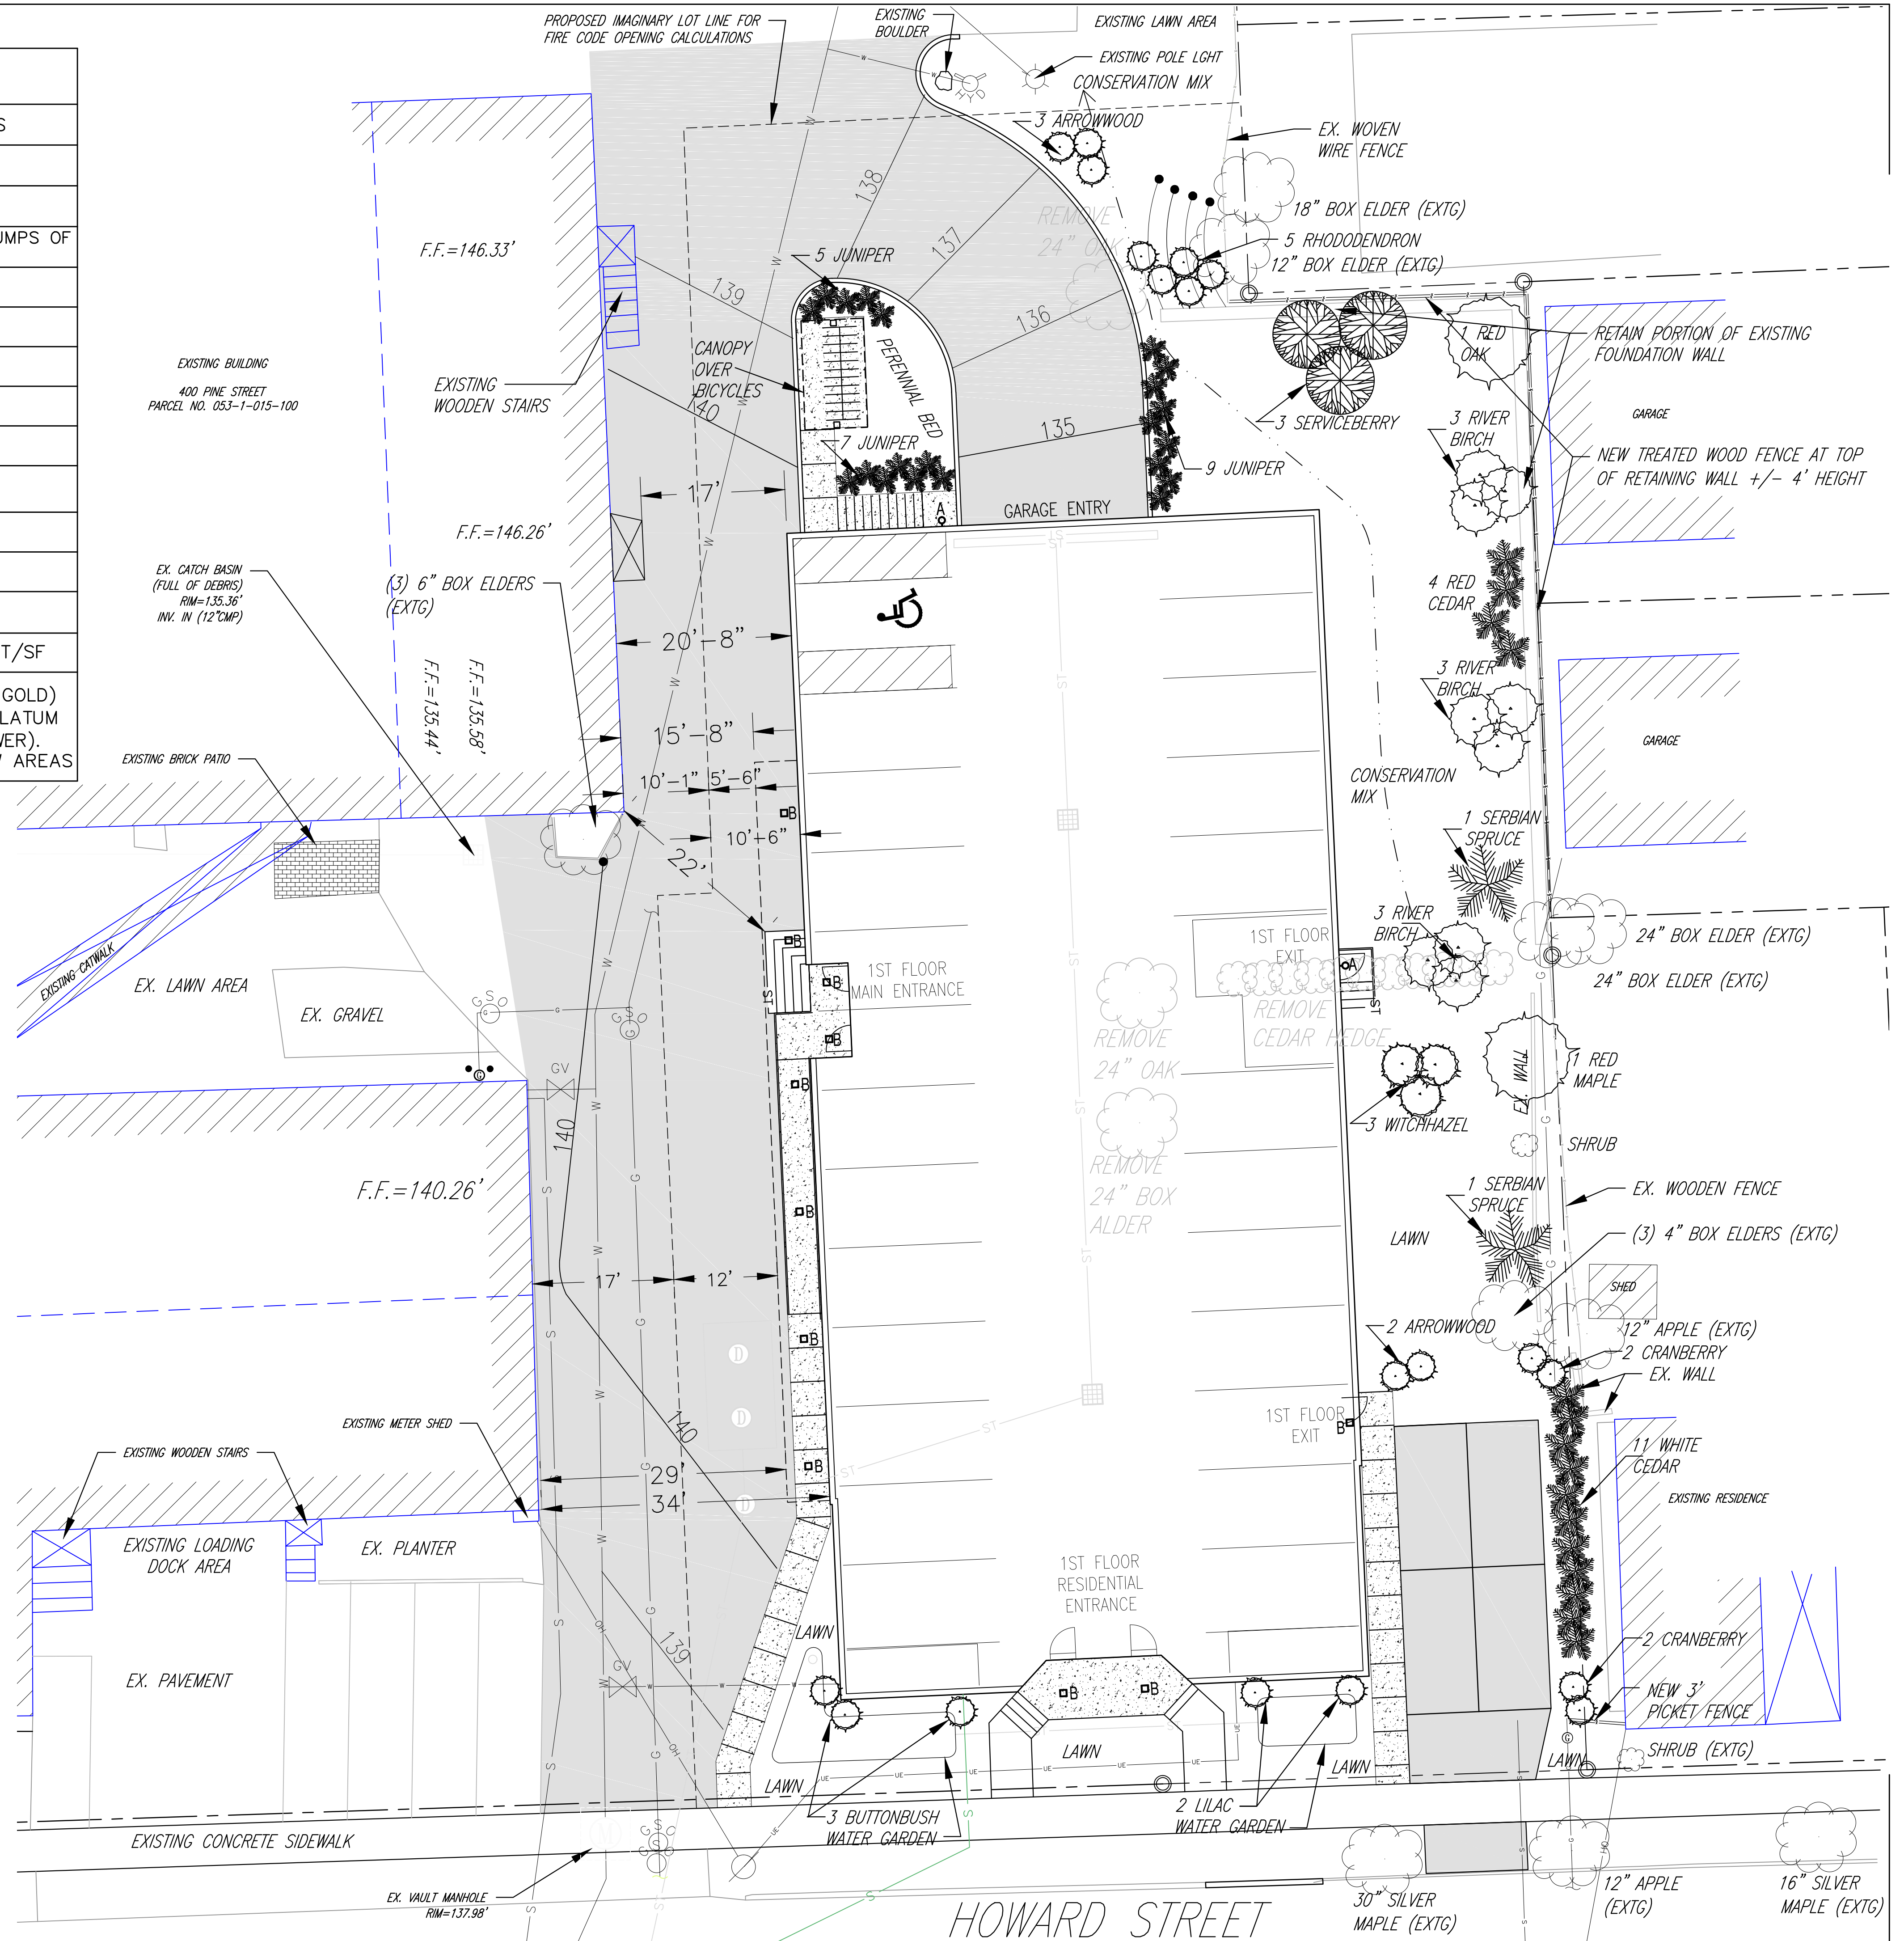 PROPOSED IMAGINARY LOT LINE FOR
FIRE CODE OPENING CALCULATIONS
EXISTING
BOULDER
EXISTING LAWN AREA
EXISTING POLE LGHT
CONSERVATION MIX
HYD
3 ARROWWOOD
EX. WOVEN
WIRE FENCE
S
UMPS OF
T/SF
GOLD)
LATUM
WER).
AREAS
138
137
136
135
139
140
REMOVE
24" OAK
18" BOX ELDER (EXTG)
5 RHODODENDRON
12" BOX ELDER (EXTG)
F.F.=146.33'
5 JUNIPER
CANOPY
OVER
BICYCLES
PERENNIAL BED
1 RED
OAK
RETAIN PORTION OF EXISTING
FOUNDATION WALL
EXISTING BUILDING
400 PINE STREET
PARCEL NO. 053-1-015-100
EXISTING
WOODEN STAIRS
3 SERVICEBERRY
3 RIVER
BIRCH
GARAGE
7 JUNIPER
9 JUNIPER
NEW TREATED WOOD FENCE AT TOP
OF RETAINING WALL +/- 4' HEIGHT
17'
A
GARAGE ENTRY
ST
F.F.=146.26'
EX. CATCH BASIN
(FULL OF DEBRIS)
RIM=135.36'
INV. IN (12"CMP)
(3) 6" BOX ELDERS
(EXTG)
4 RED
CEDAR
20'-8"
F.F.=135.44'
F.F.=135.58'
3 RIVER
BIRCH
15'-8"
EXISTING BRICK PATIO
10'-1"
5'-6"
GARAGE
CONSERVATION
MIX
B
10'-6"
22'
1 SERBIAN
SPRUCE
3 RIVER
BIRCH
24" BOX ELDER (EXTG)
24" BOX ELDER (EXTG)
EXISTING CATWALK
EX. LAWN AREA
EX. GRAVEL
1ST FLOOR
MAIN ENTRANCE
1ST FLOOR
EXIT
A
REMOVE
CEDAR HEDGE
REMOVE
24" OAK
EX. WALL
1 RED
MAPLE
3 WITCHHAZEL
GV
140
SHRUB
REMOVE
24" BOX
ALDER
F.F.=140.26'
1 SERBIAN
SPRUCE
EX. WOODEN FENCE
LAWN
(3) 4" BOX ELDERS (EXTG)
SHED
17'
12'
2 ARROWWOOD
12" APPLE (EXTG)
2 CRANBERRY
EX. WALL
EXISTING METER SHED
140
1ST FLOOR
EXIT
B
EXISTING WOODEN STAIRS
11 WHITE
CEDAR
EXISTING RESIDENCE
29'
34'
EXISTING LOADING
DOCK AREA
EX. PLANTER
1ST FLOOR
RESIDENTIAL
ENTRANCE
LAWN
139
GV
2 CRANBERRY
EX. PAVEMENT
NEW 3'
PICKET FENCE
LAWN
LAWN
LAWN
LAWN
SHRUB (EXTG)
3 BUTTONBUSH
WATER GARDEN
2 LILAC
WATER GARDEN
EXISTING CONCRETE SIDEWALK
EX. VAULT MANHOLE
RIM=137.98'
HOWARD STREET
30" SILVER
MAPLE (EXTG)
12" APPLE
(EXTG)
16" SILVER
MAPLE (EXTG)